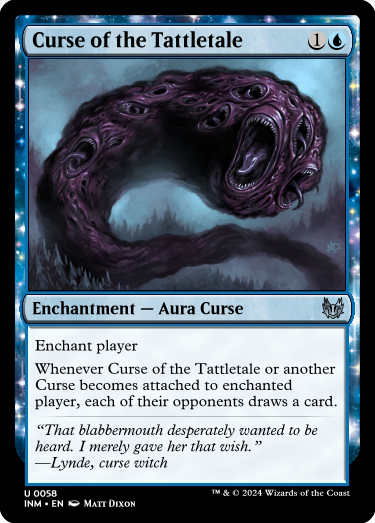 Curse of the Tattletale 1
Enchantment — Aura Curse
Enchant player
Whenever Curse of the Tattletale or another
Curse becomes attached to enchanted
player, each of their opponents draws a card.
“That blabbermouth desperately wanted to
be heard. I merely gave her that wish.”
—Lynde, curse witch
U 0058
INM • EN Matt Dixon
™ & © 2024 Wizards of the Coast